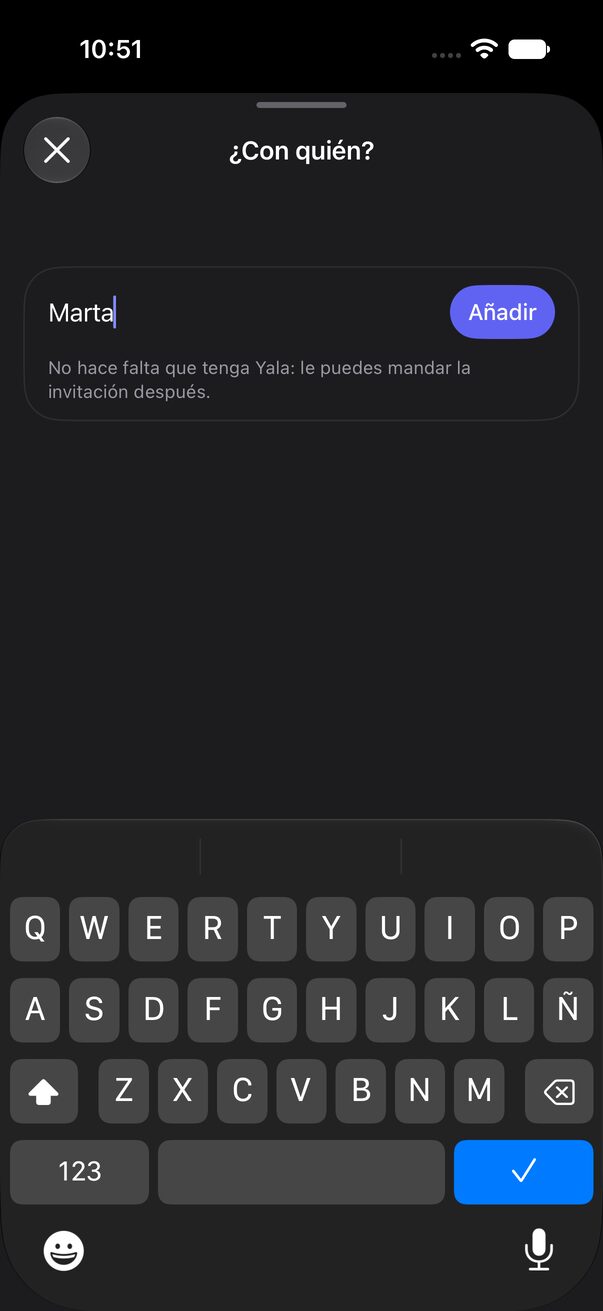 10:51
¿Con quién?
Marta
Añadir
No hace falta que tenga Yala: le puedes mandar la
invitación después.
Q W E R T Y U I O P
A S D F G H J K L Ñ
Z X C V B N M
123